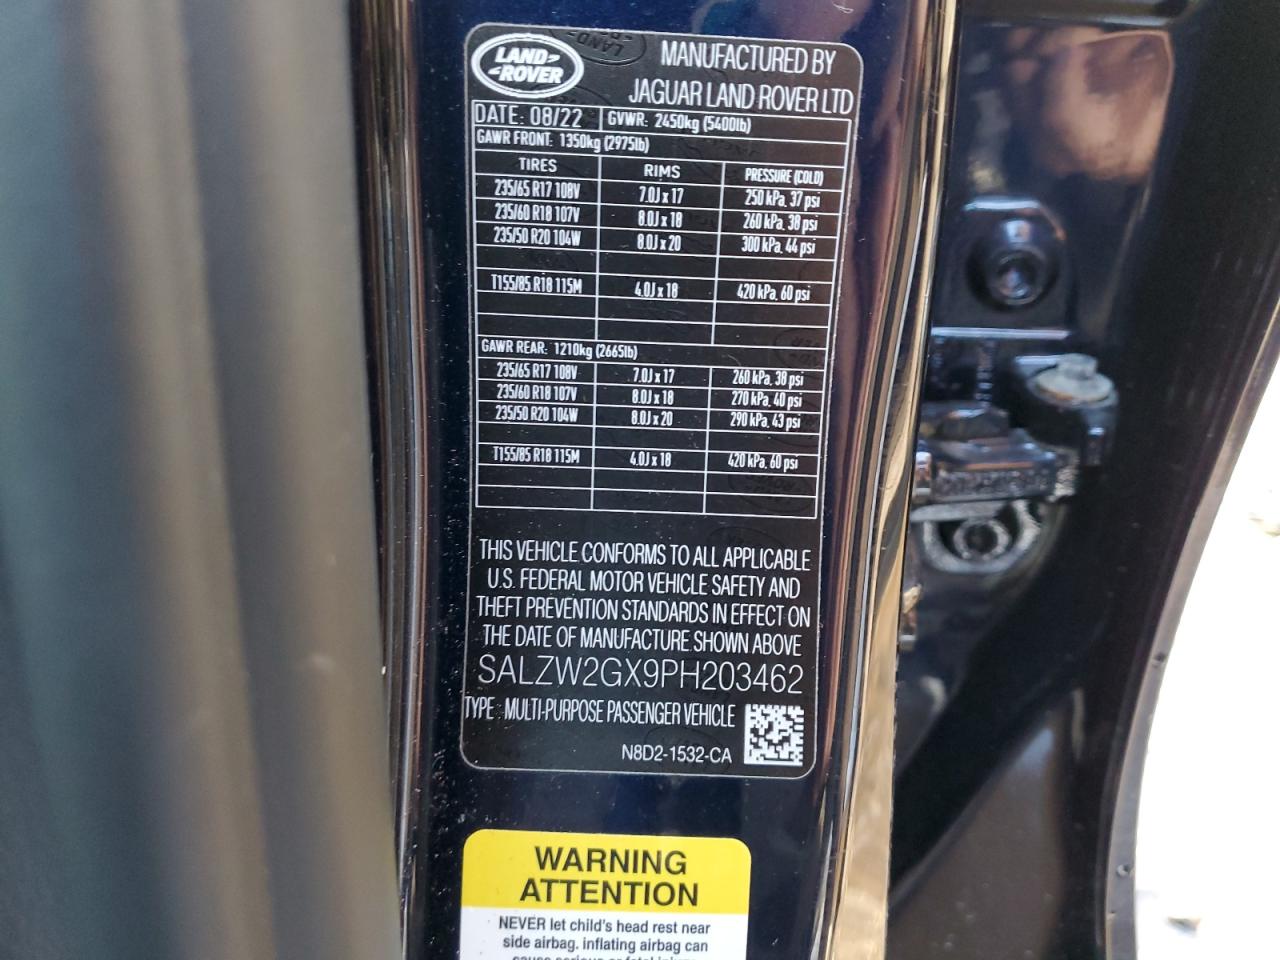 LAND-
-ROVER
MANUFACTURED BY
JAGUAR LAND ROVER LTD
DATE: 08/22 GVWR: 2450kg (5400lb)
GAWR FRONT: 1350kg (2975lb)
TIRES RIMS PRESSURE (COLD)
235/65 R17 108V 7.0J x 17 250 kPa, 37 psi
235/60 R18 107V 8.0J x 18 260 kPa, 38 psi
235/50 R20 104W 8.0J x 20 300 kPa, 44 psi
T155/85 R18 115M 4.0J x 18 420 kPa, 60 psi
GAWR REAR: 1210kg (2665lb)
235/65 R17 108V 7.0J x 17 260 kPa, 38 psi
235/60 R18 107V 8.0J x 18 270 kPa, 40 psi
235/50 R20 104W 8.0J x 20 290 kPa, 43 psi
T155/85 R18 115M 4.0J x 18 420 kPa, 60 psi
THIS VEHICLE CONFORMS TO ALL APPLICABLE
U.S. FEDERAL MOTOR VEHICLE SAFETY AND
THEFT PREVENTION STANDARDS IN EFFECT ON
THE DATE OF MANUFACTURE SHOWN ABOVE
SALZW2GX9PH203462
TYPE: MULTI-PURPOSE PASSENGER VEHICLE
N8D2-1532-CA
WARNING
ATTENTION
NEVER let child's head rest near
side airbag. inflating airbag can